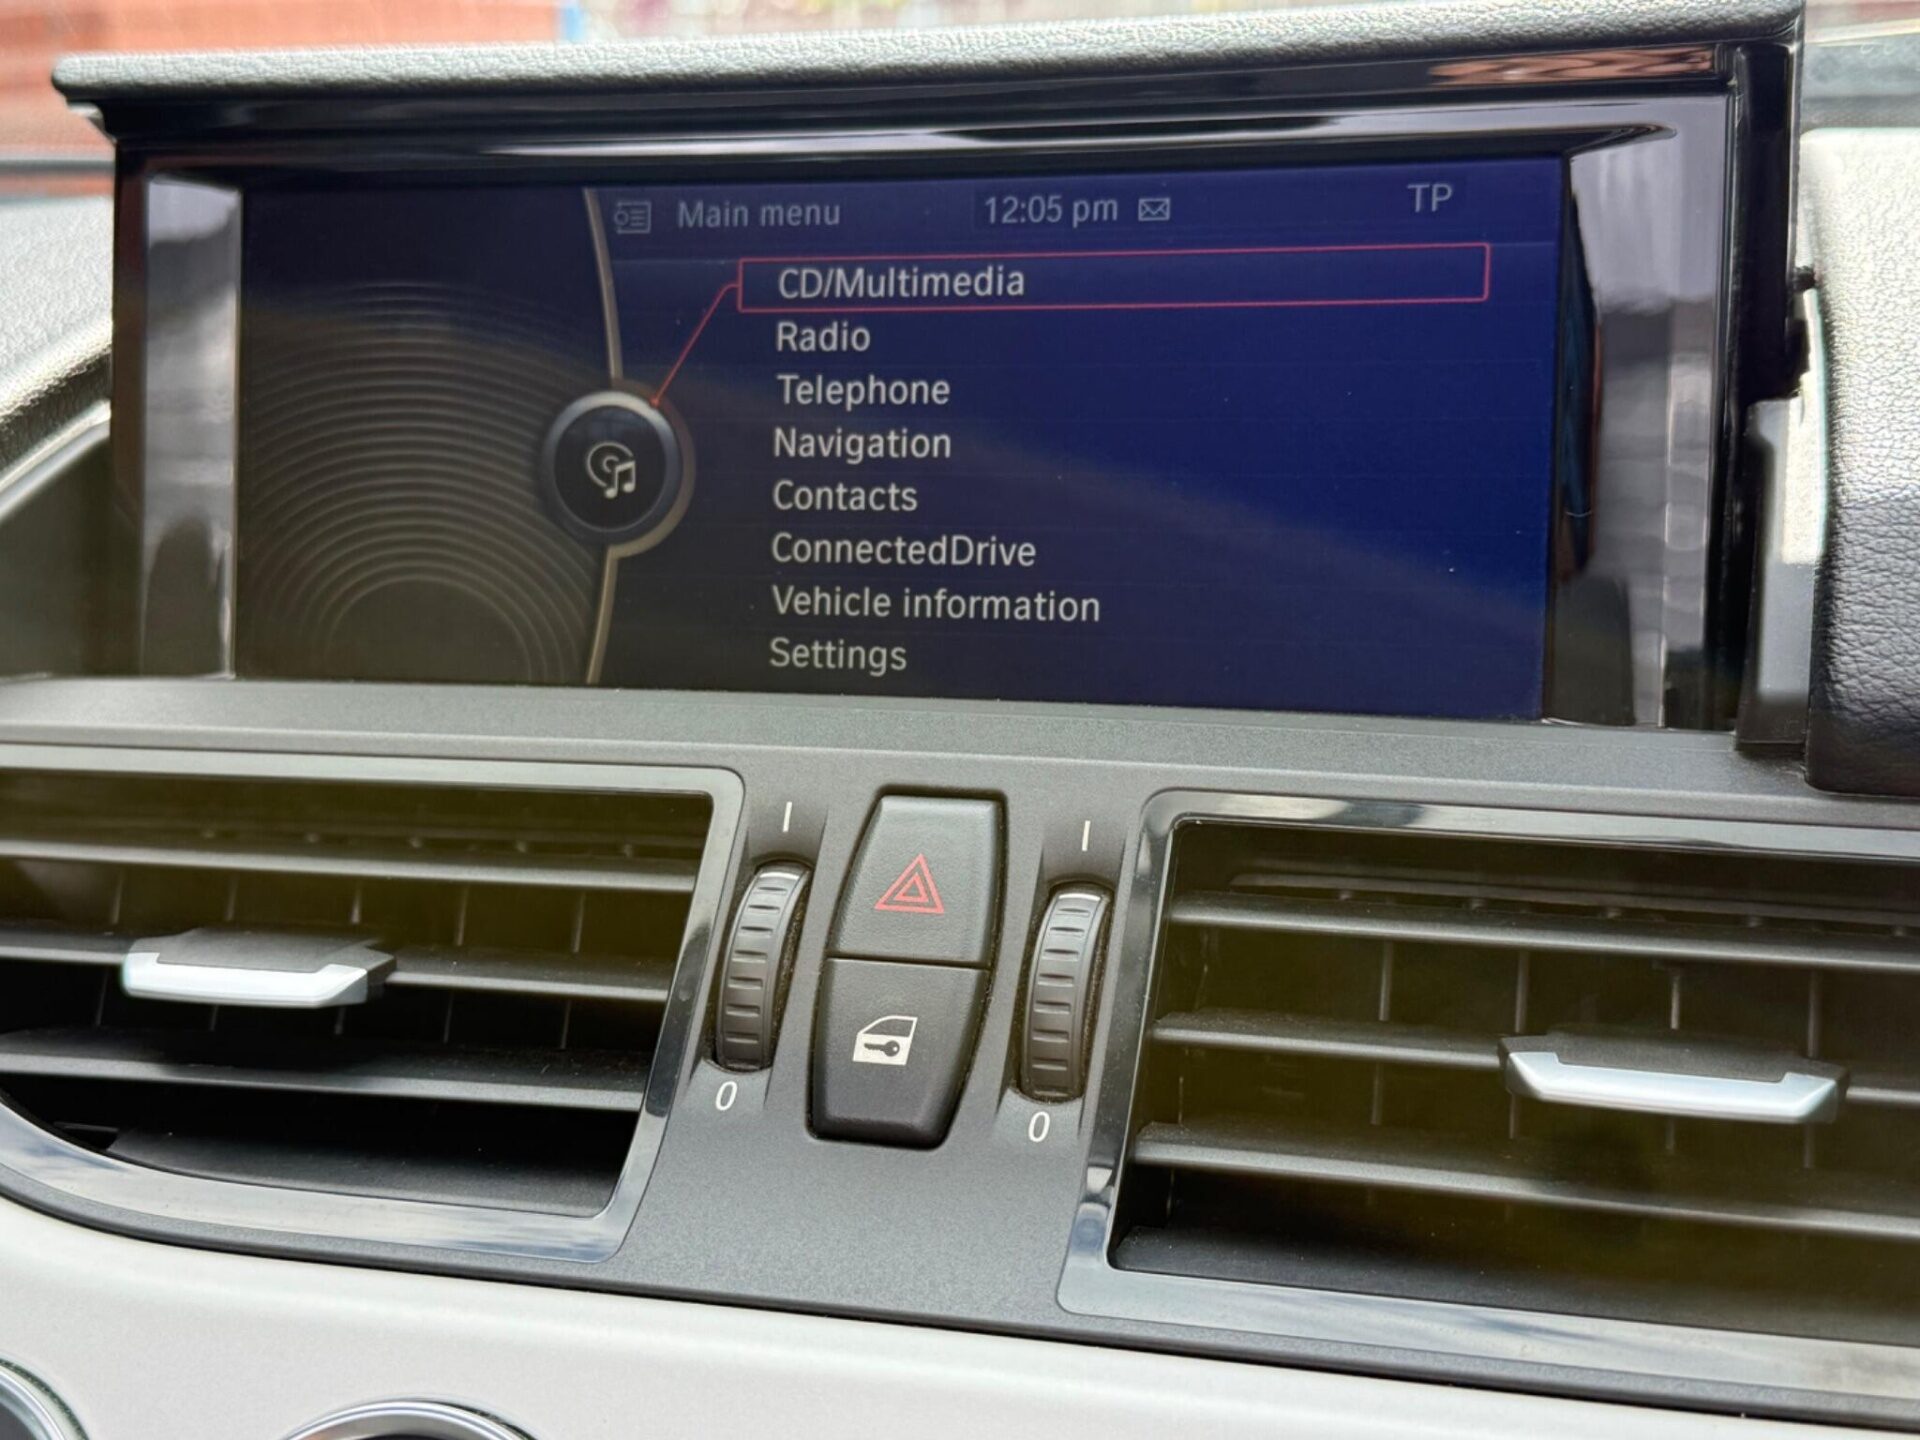 Main menu 12:05 pm TP
CD/Multimedia
Radio
Telephone
Navigation
Contacts
ConnectedDrive
Vehicle information
Settings
I I
0 0